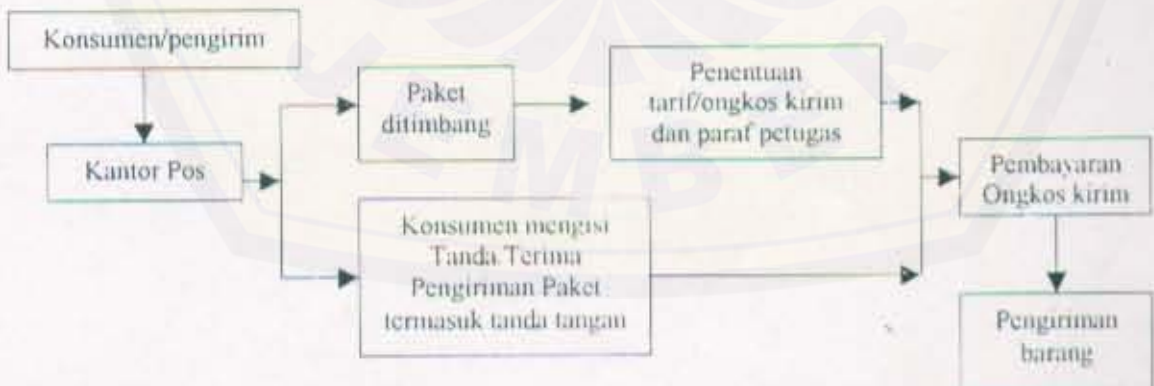 Konsumen/pengirim
Kantor Pos
Paket
ditimbang
Penentuan
tarif/ongkos kirim
dan paraf petugas
Konsumen mengisi
Tanda Terima
Pengiriman Paket
termasuk tanda tangan
Pembayaran
Ongkos kirim
Pengiriman
barang
JEMBER